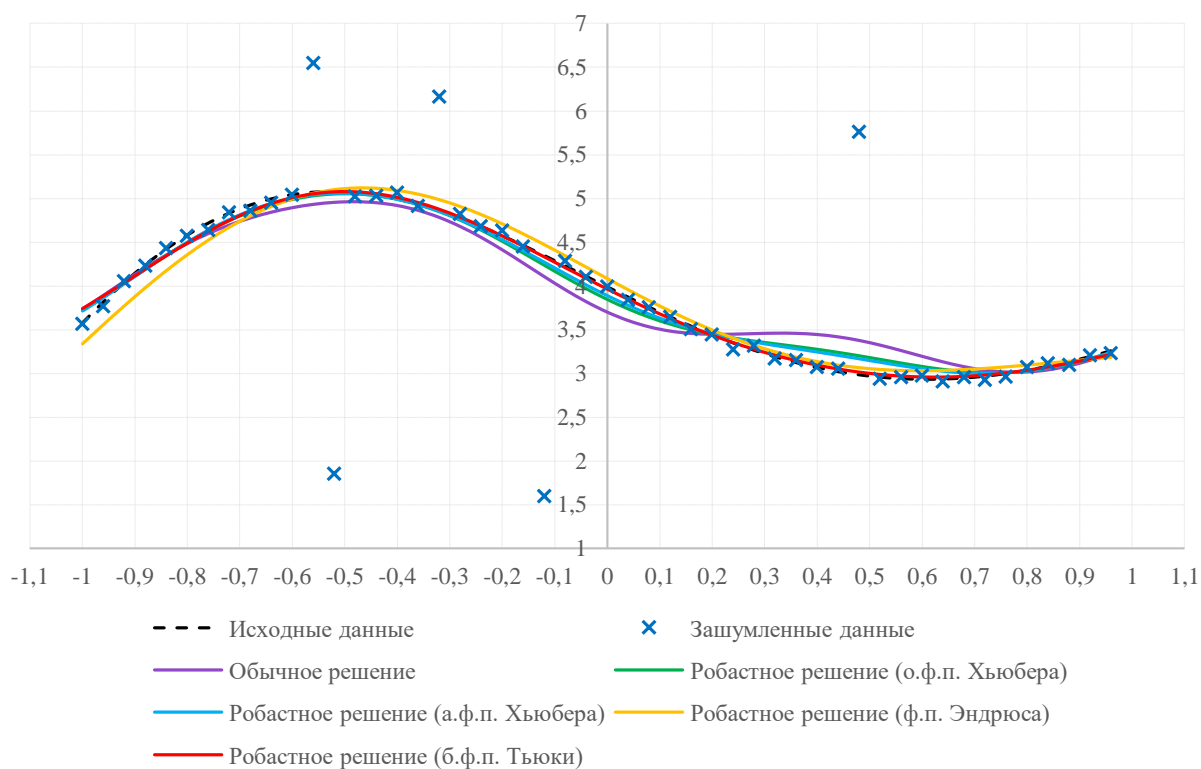 7
6,5
6
5,5
5
4,5
4
3,5
3
2,5
2
1,5
1
-1,1 -1 -0,9 -0,8 -0,7 -0,6 -0,5 -0,4 -0,3 -0,2 -0,1 0 0,1 0,2 0,3 0,4 0,5 0,6 0,7 0,8 0,9 1 1,1
Исходные данные Зашумленные данные
Обычное решение Робастное решение (о.ф.п. Хьюбера)
Робастное решение (а.ф.п. Хьюбера) Робастное решение (ф.п. Эндрюса)
Робастное решение (б.ф.п. Тьюки)